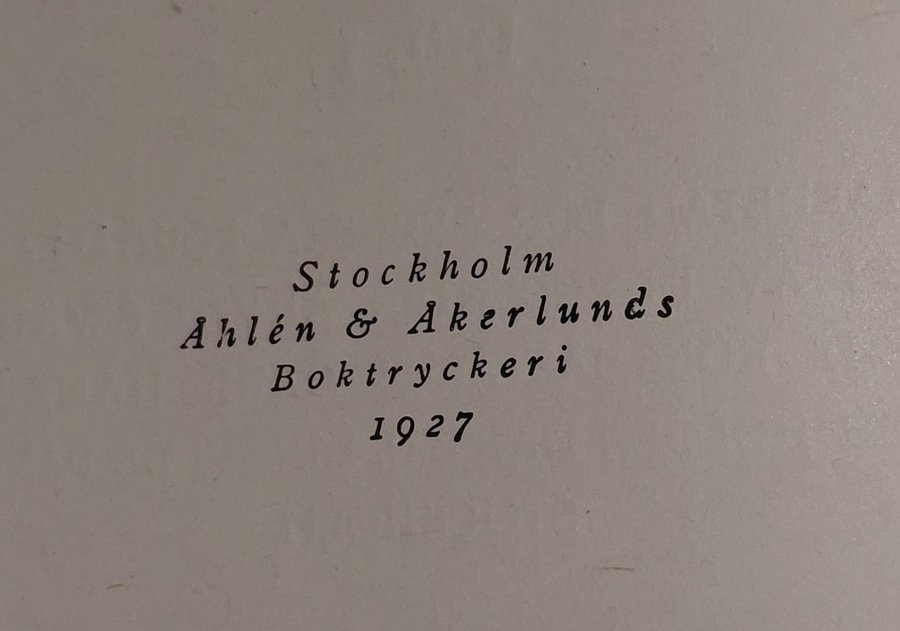 Stockholm
Åhlén & Åkerlunds
Boktryckeri
1927